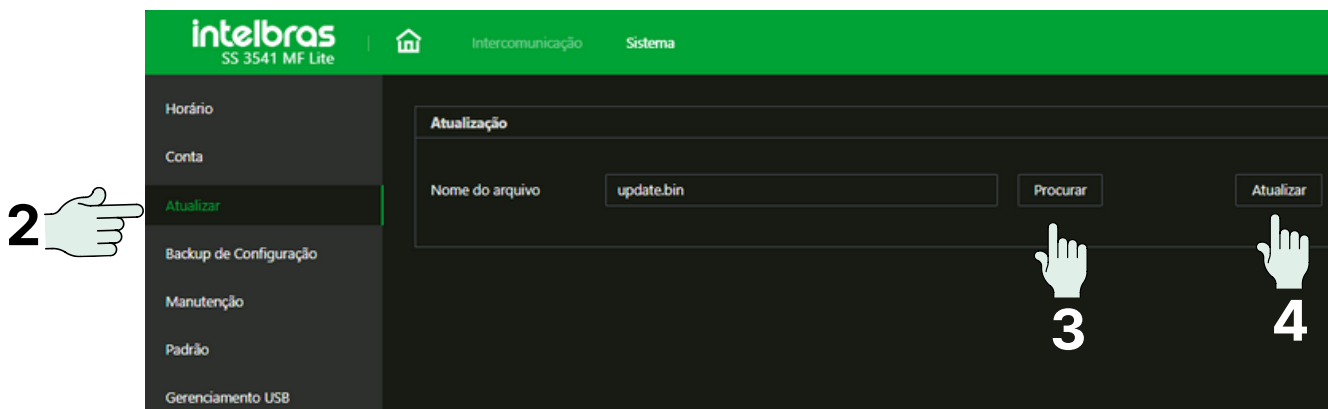 intelbras
SS 3541 MF Lite
Intercomunicação
Sistema
Horário
Conta
Atualizar
Backup de Configuração
Manutenção
Padrão
Gerenciamento USB
Atualização
Nome do arquivo
update.bin
Procurar
Atualizar
2
3
4